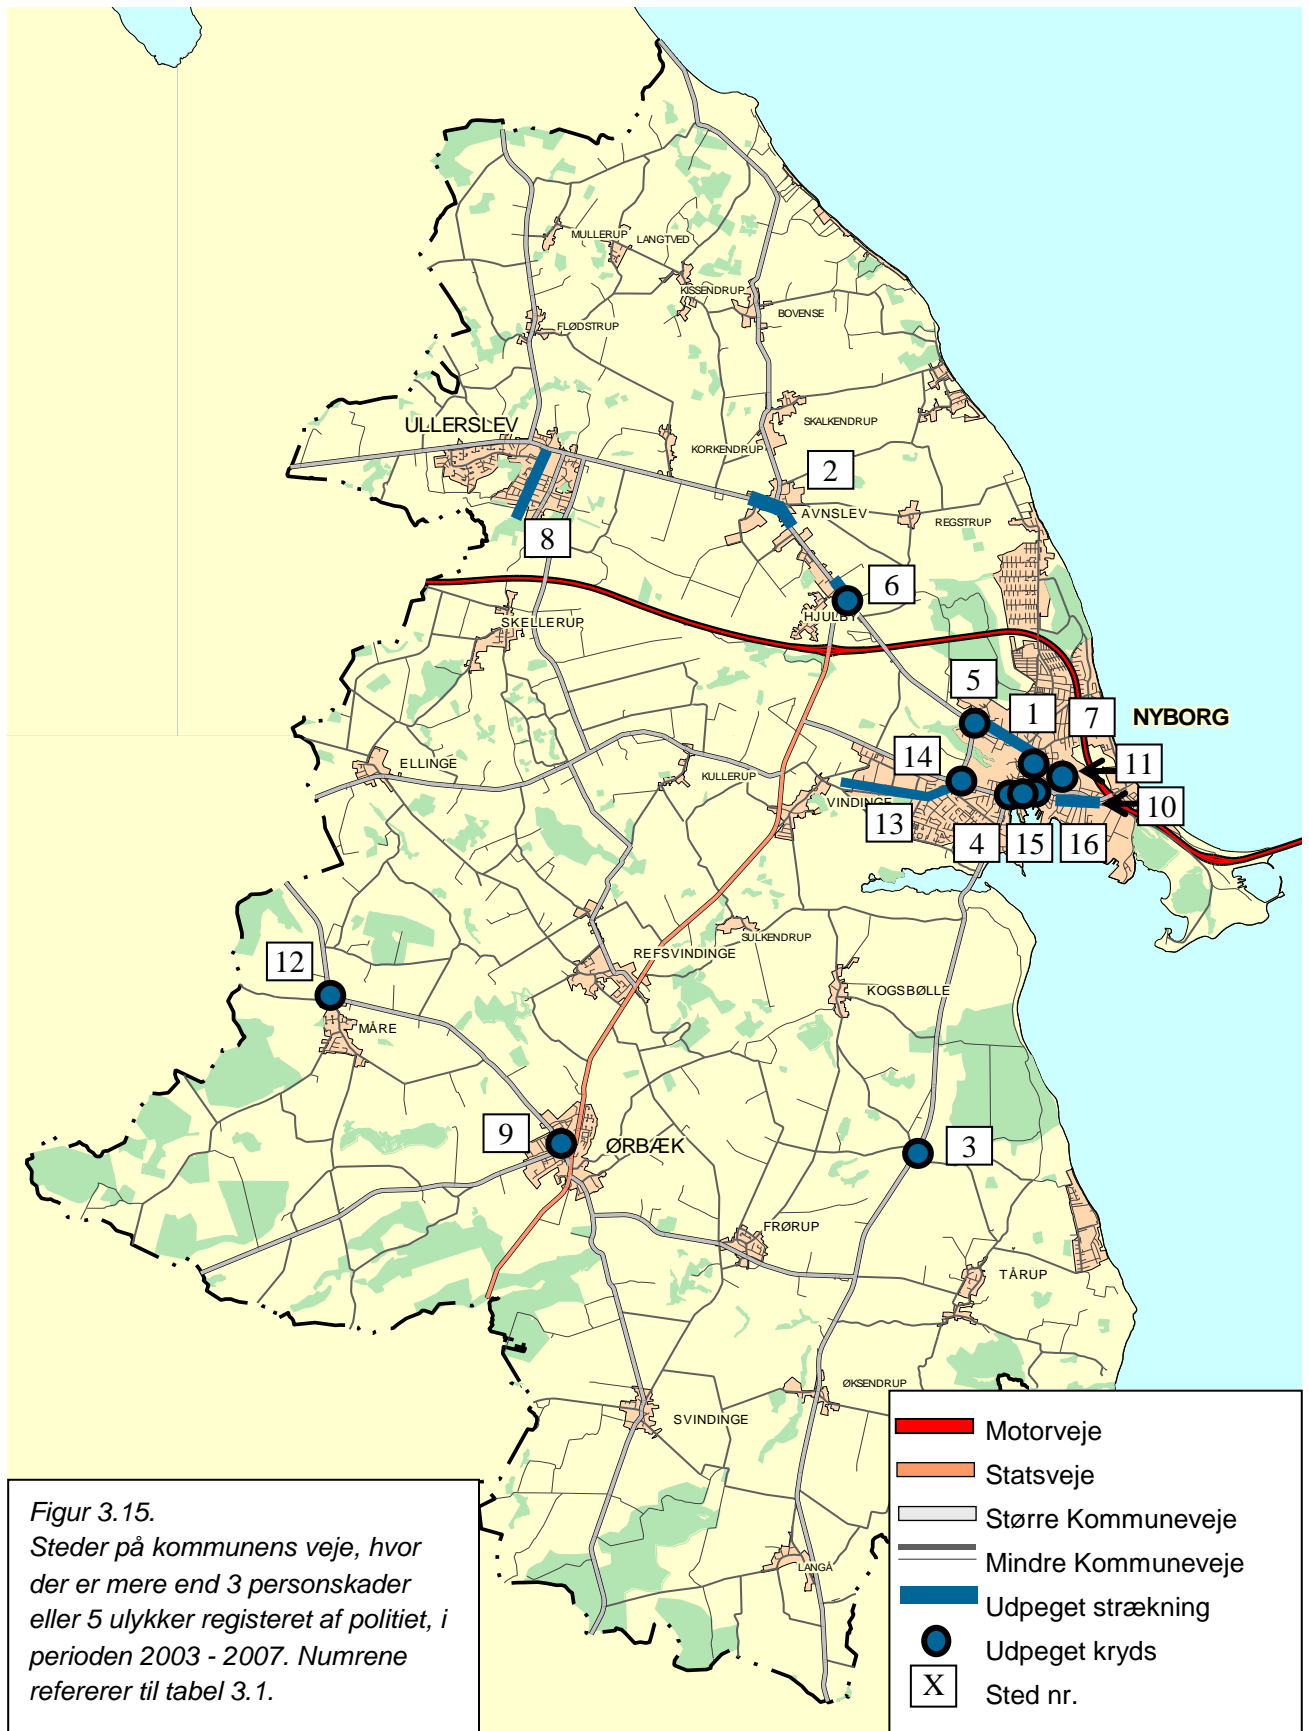 MULLERUP
LANGTVED
KISSENDRUP
BOVENSE
FLØDSTRUP
SKALKENDRUP
ULLERSLEV
KORKENDRUP
2
AVNSLEV
REGSTRUP
8
6
HJULBY
SKELLERUP
5
1
7
NYBORG
14
11
ELLINGE
KULLERUP
VINDINGE
10
13
4
15
16
SULKENDRUP
REFSVINDINGE
12
KOGSBØLLE
MÅRE
9
ØRBÆK
3
FRØRUP
TÅRUP
ØKSENDRUP
SVINDINGE
LANGÅ
Motorveje
Statsveje
Større Kommuneveje
Mindre Kommuneveje
Udpeget strækning
Udpeget kryds
X
Sted nr.
Figur 3.15.
Steder på kommunens veje, hvor
der er mere end 3 personskader
eller 5 ulykker registeret af politiet, i
perioden 2003 - 2007. Numrene
refererer til tabel 3.1.